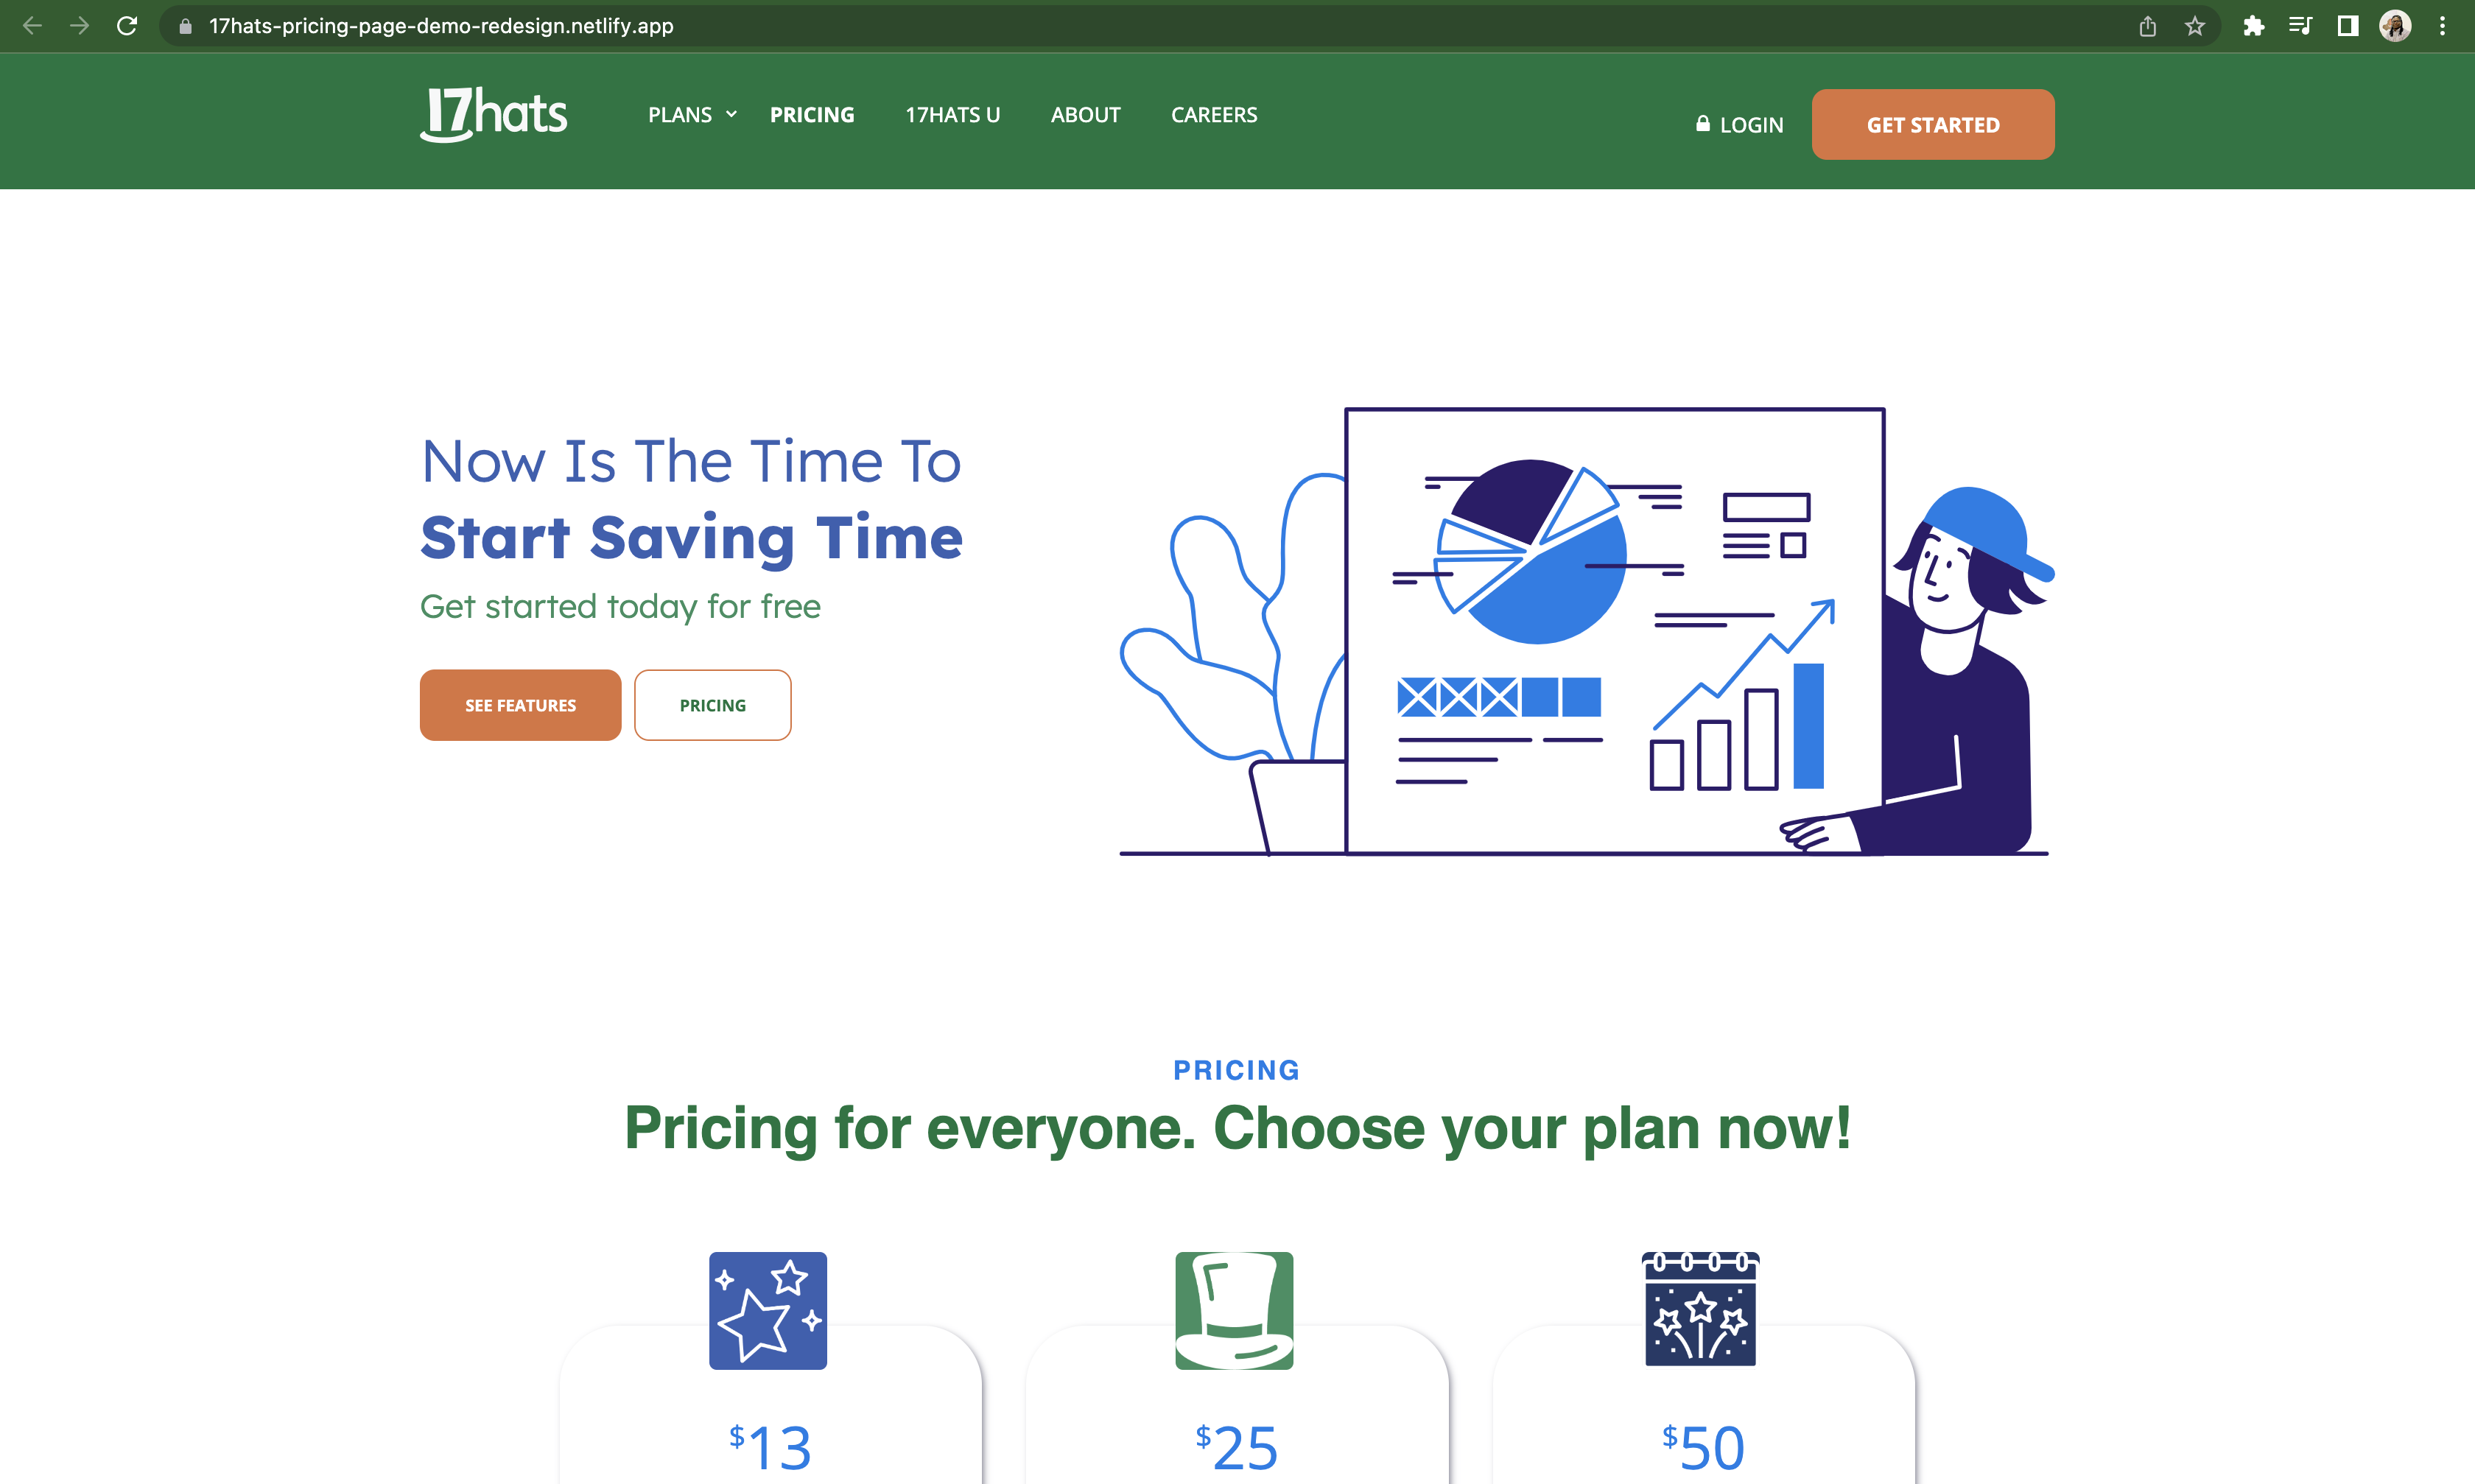 17hats-pricing-page-demo-redesign.netlify.app
17hats PLANS PRICING 17HATS U ABOUT CAREERS LOGIN GET STARTED
Now Is The Time To
Start Saving Time
Get started today for free
SEE FEATURES PRICING
PRICING
Pricing for everyone. Choose your plan now!
$13 $25 $50